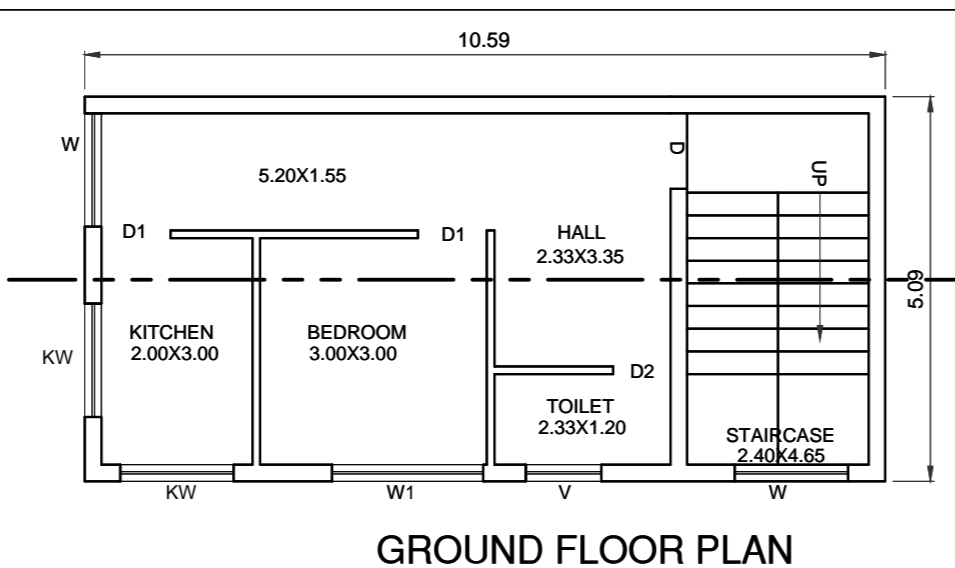 10.59
W
5.20X1.55
D
UP
D1
D1
HALL
2.33X3.35
5.09
KITCHEN
2.00X3.00
BEDROOM
3.00X3.00
KW
D2
TOILET
2.33X1.20
STAIRCASE
2.40X4.65
KW
W1
V
W
GROUND FLOOR PLAN